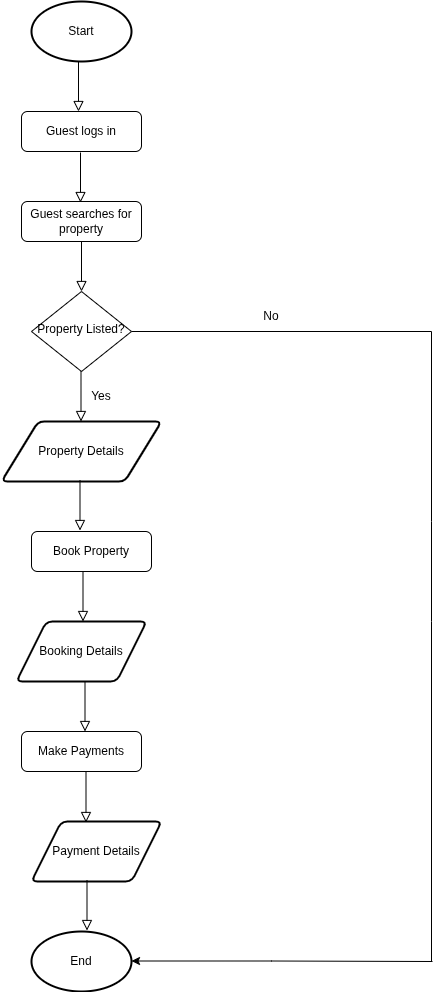 Start
Guest logs in
Guest searches for
property
Property Listed?
No
Yes
Property Details
Book Property
Booking Details
Make Payments
Payment Details
End